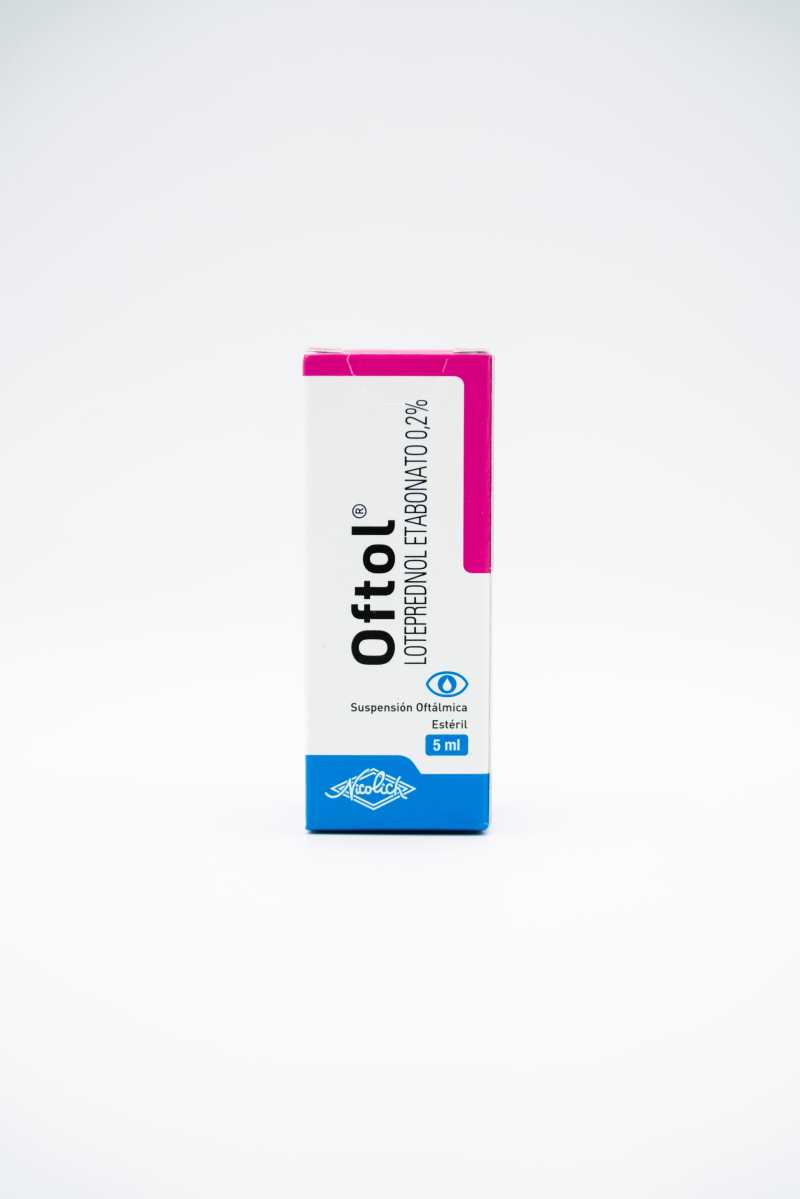 Oftol®
LOTEPREDNOL ETABONATO 0,2%
Suspensión Oftálmica
Estéril
5 ml
Nicolich